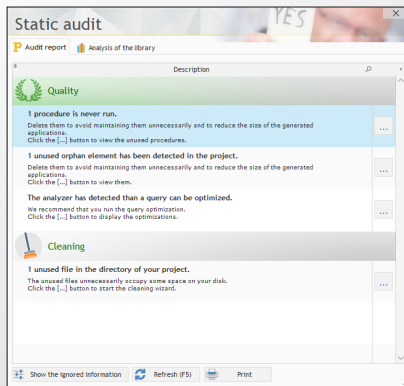 Static audit
YES
Audit report
Analysis of the library
Description
Quality
1 procedure is never run.
Delete them to avoid maintaining them unnecessarily and to reduce the size of the generated
applications.
Click the [...] button to view the unused procedures.
...
1 unused orphan element has been detected in the project.
Delete them to avoid maintaining them unnecessarily and to reduce the size of the generated
applications.
Click the [...] button to view them.
...
The analyzer has detected than a query can be optimized.
We recommend that you run the query optimization.
Click the [...] button to display the optimizations.
...
Cleaning
1 unused file in the directory of your project.
The unused files unnecessarily occupy some space on your disk.
Click the [...] button to start the cleaning wizard.
...
Show the ignored information
Refresh (F5)
Print